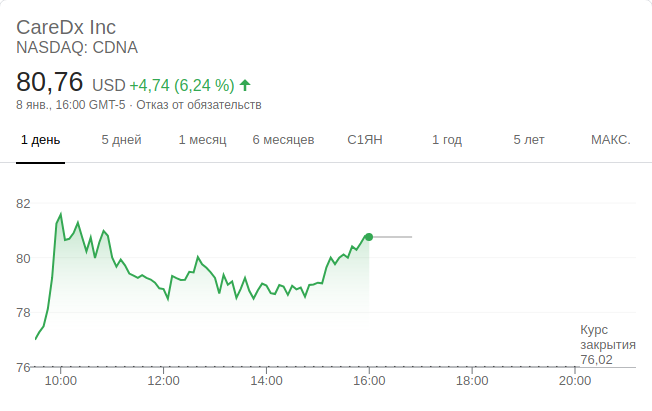 CareDx Inc
NASDAQ: CDNA
80,76 USD +4,74 (6,24 %)
8 янв., 16:00 GMT-5 · Отказ от обязательств
1 день 5 дней 1 месяц 6 месяцев С1ЯН 1 год 5 лет МАКС.
82
80
78
76
Курс
закрытия
76,02
10:00 12:00 14:00 16:00 18:00 20:00